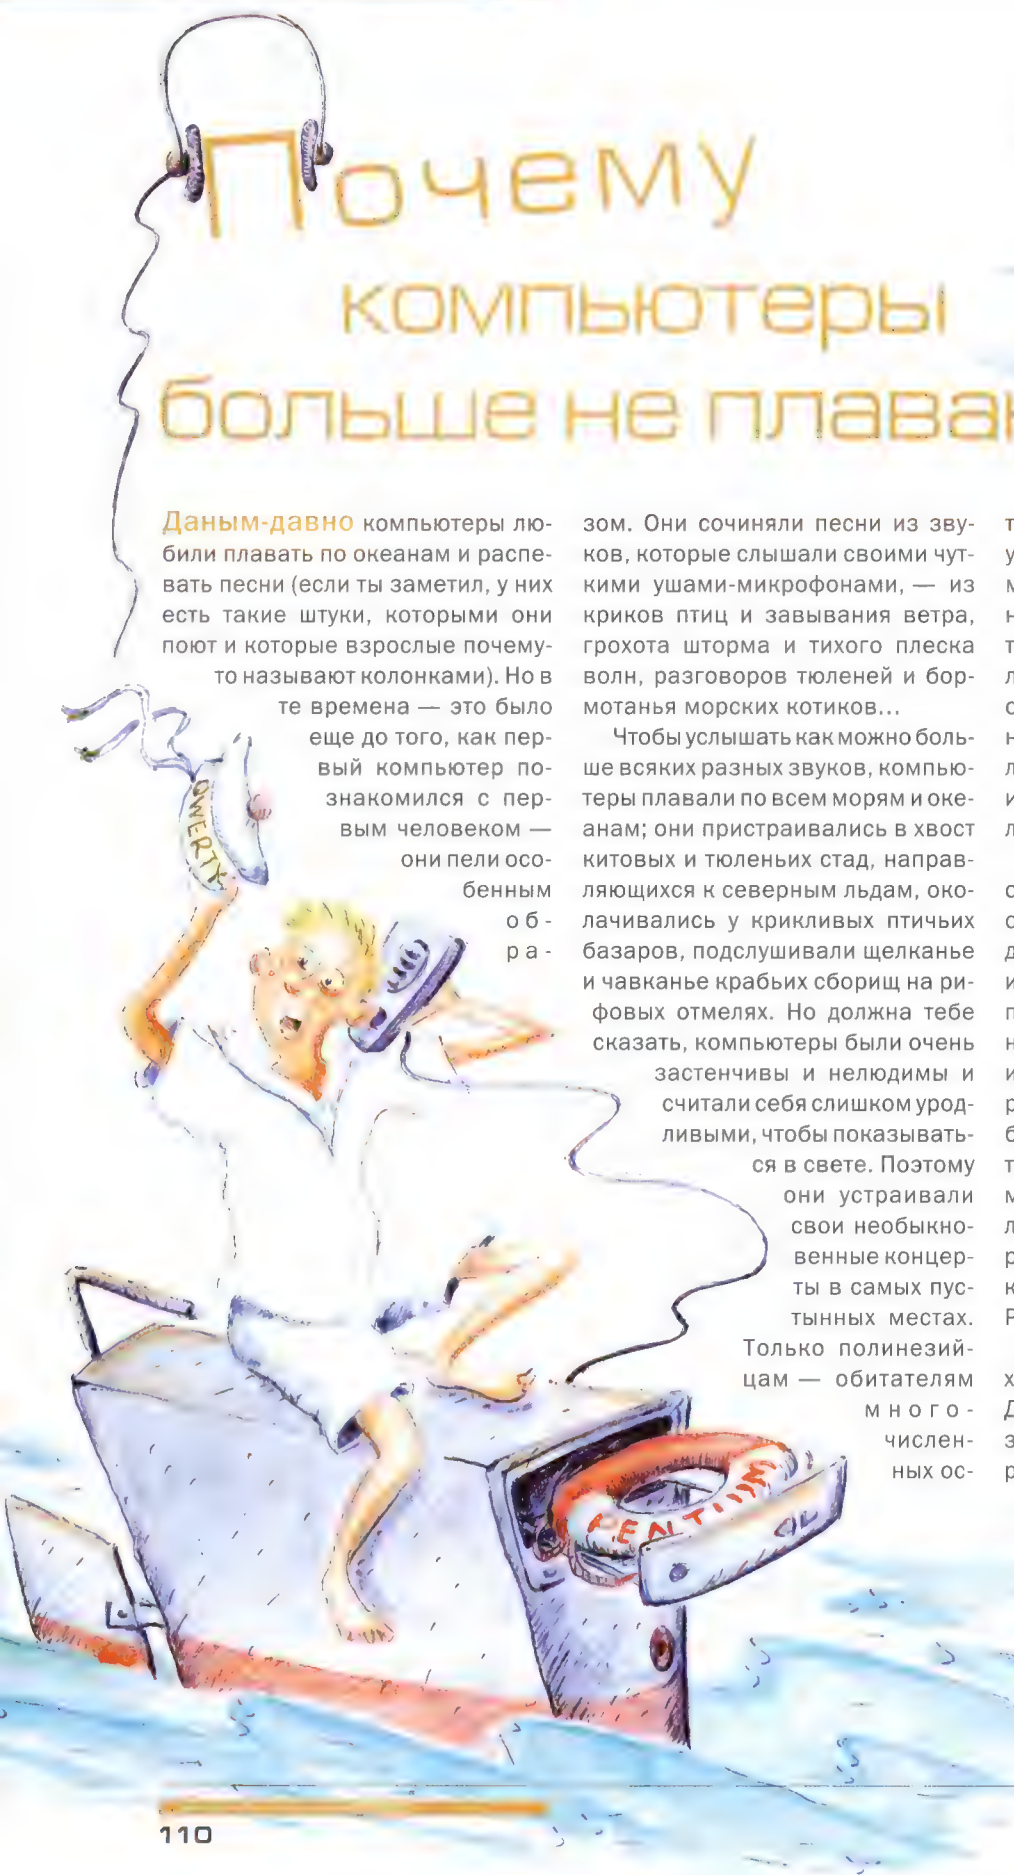 Почему
компьютеры
больше не плаваю
Даным-давно компьютеры лю-
били плавать по океанам и распе-
вать песни (если ты заметил, у них
есть такие штуки, которыми они
поют и которые взрослые почему-
то называют колонками). Но в
те времена — это было
еще до того, как пер-
вый компьютер по-
знакомился с пер-
вым человеком —
они пели осо-
бенным
об-
ра-
зом. Они сочиняли песни из зву-
ков, которые слышали своими чут-
кими ушами-микрофонами, — из
криков птиц и завывания ветра,
грохота шторма и тихого плеска
волн, разговоров тюленей и бор-
мотанья морских котиков...
Чтобы услышать как можно боль-
ше всяких разных звуков, компью-
теры плавали по всем морям и оке-
анам; они пристраивались в хвост
китовых и тюленьих стад, направ-
ляющихся к северным льдам, око-
лачивались у крикливых птичьих
базаров, подслушивали щелканье
и чавканье крабьих сборищ на ри-
фовых отмелях. Но должна тебе
сказать, компьютеры были очень
застенчивы и нелюдимы и
считали себя слишком урод-
ливыми, чтобы показывать-
ся в свете. Поэтому
они устраивали
свои необыкно-
венные концер-
ты в самых пус-
тынных местах.
Только полинезий-
цам — обитателям
много-
числен-
ных ос-
QWERTY
PENTIUM
110